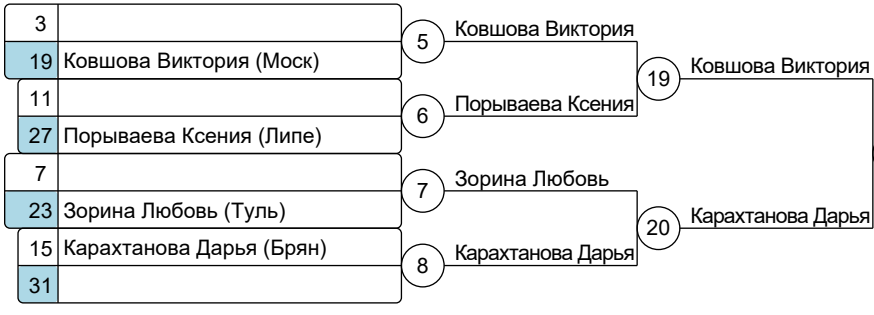 3
5
Ковшова Виктория
19 Ковшова Виктория (Моск)
19
Ковшова Виктория
11
6
Порываева Ксения
27 Порываева Ксения (Липе)
7
7
Зорина Любовь
23 Зорина Любовь (Туль)
20
Карахтанова Дарья
15 Карахтанова Дарья (Брян)
8
Карахтанова Дарья
31